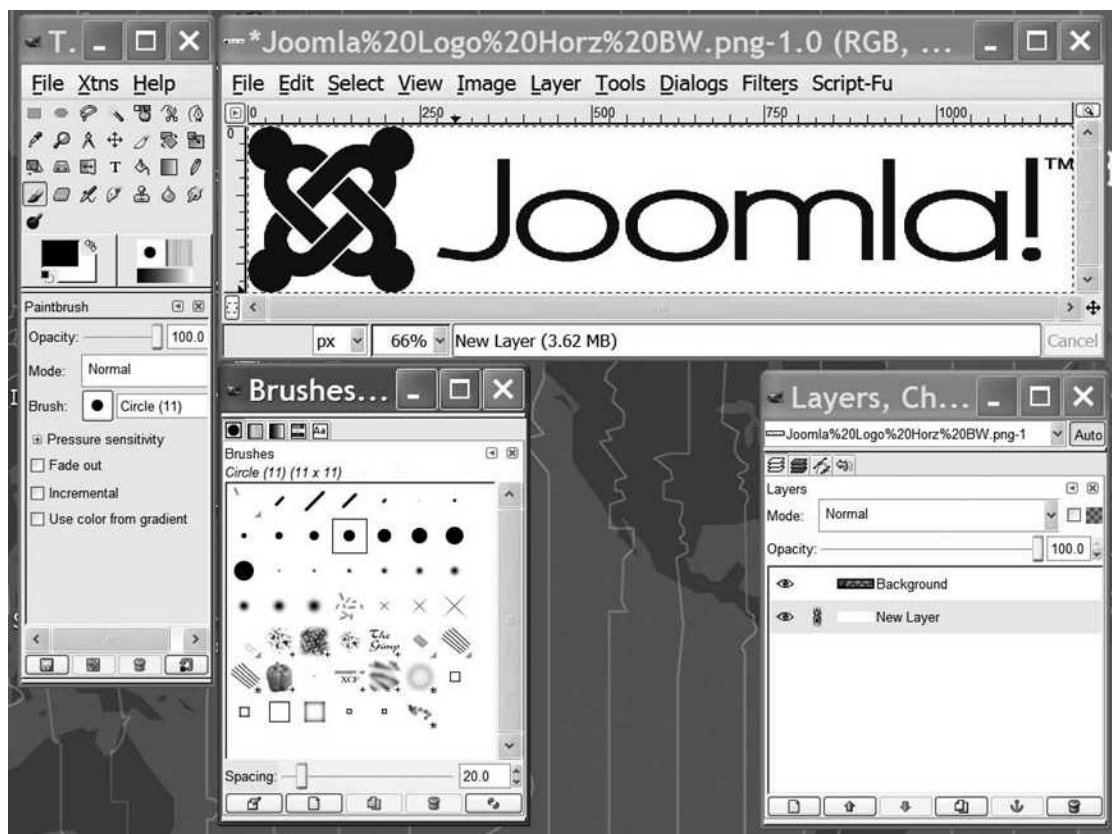 T.
File Xtns Help
Paintbrush
Opacity: 100.0
Mode: Normal
Brush: Circle (11)
Pressure sensitivity
Fade out
Incremental
Use color from gradient
*Joomla%20Logo%20Horz%20BW.png-1.0 (RGB, ...
File Edit Select View Image Layer Tools Dialogs Filters Script-Fu
0 250 500 750 1000
0
Joomla!™
px 66% New Layer (3.62 MB) Cancel
Brushes...
Brushes
Circle (11) (11 x 11)
The
Gimp
XCF
Spacing: 20.0
Layers, Ch...
Joomla%20Logo%20Horz%20BW.png-1 Auto
Layers
Mode: Normal
Opacity: 100.0
Background
New Layer